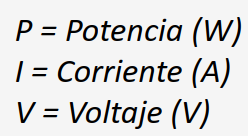 P = Potencia (W)
I = Corriente (A)
V = Voltaje (V)